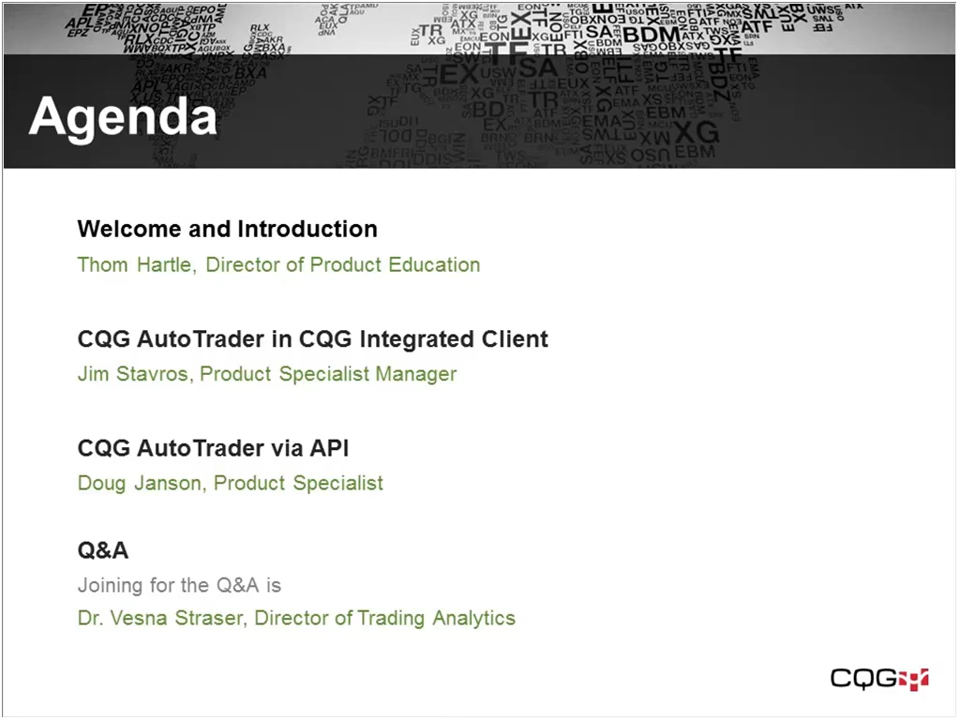 Agenda
Welcome and Introduction
Thom Hartle, Director of Product Education
CQG AutoTrader in CQG Integrated Client
Jim Stavros, Product Specialist Manager
CQG AutoTrader via API
Doug Janson, Product Specialist
Q&A
Joining for the Q&A is
Dr. Vesna Straser, Director of Trading Analytics
CQG